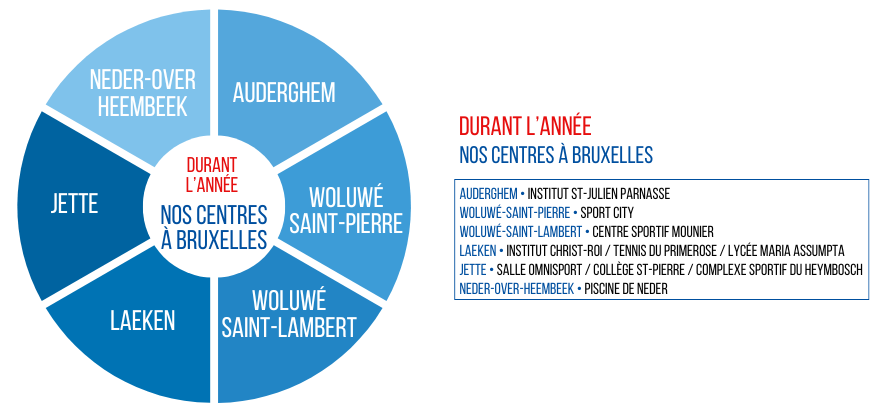 NEDER-OVER
HEEMBEEK
AUDERGHEM
JETTE
DURANT
L'ANNÉE
NOS CENTRES
À BRUXELLES
WOLUWÉ
SAINT-PIERRE
LAEKEN
WOLUWÉ
SAINT-LAMBERT
DURANT L'ANNÉE
NOS CENTRES À BRUXELLES
AUDERGHEM • INSTITUT ST-JULIEN PARNASSE
WOLUWÉ-SAINT-PIERRE • SPORT CITY
WOLUWÉ-SAINT-LAMBERT • CENTRE SPORTIF MOUNIER
LAEKEN • INSTITUT CHRIST-ROI / TENNIS DU PRIMEROSE / LYCÉE MARIA ASSUMPTA
JETTE • SALLE OMNISPORT / COLLÈGE ST-PIERRE / COMPLEXE SPORTIF DU HEYMBOSCH
NEDER-OVER-HEEMBEEK • PISCINE DE NEDER